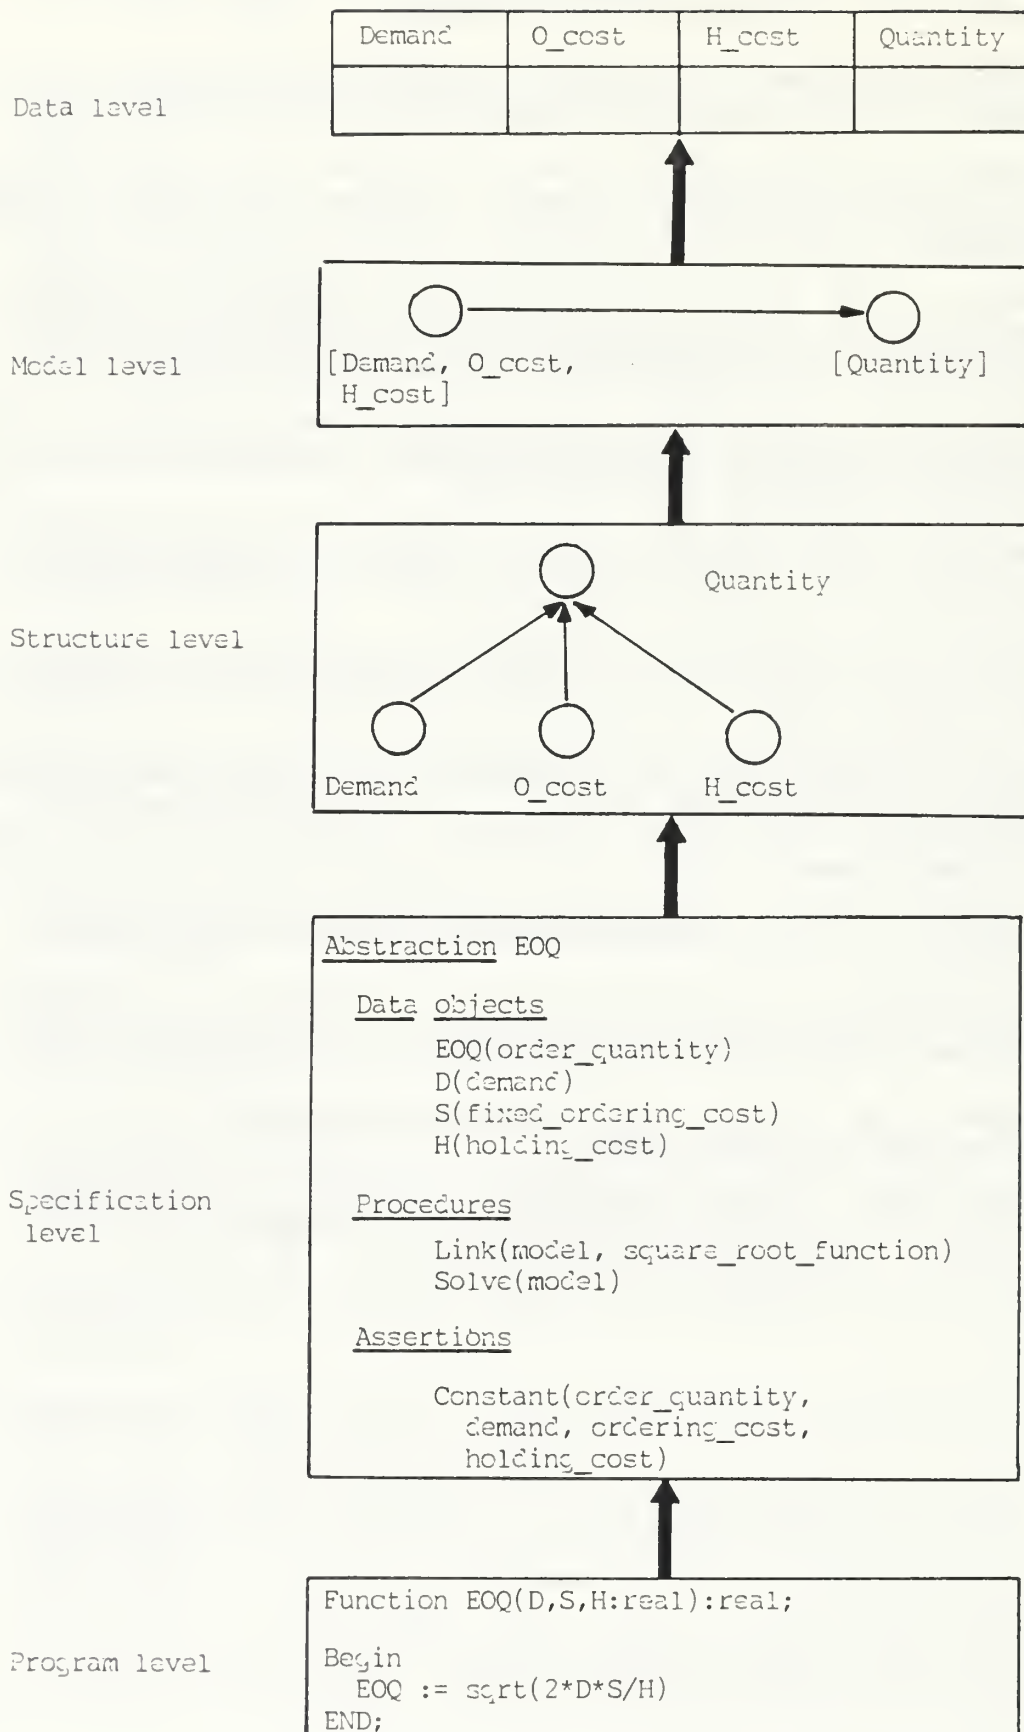 Demand O_cost H_cost Quantity
Data level
Model level
[Demand, O_cost, [Quantity]
H_cost]
Structure level
Quantity
Demand O_cost H_cost
Abstraction EOQ
Data objects
EOQ(order_quantity)
D(demand)
S(fixed_ordering_cost)
H(holding_cost)
Specification
level
Procedures
Link(model, square_root_function)
Solve(model)
Assertions
Constant(order_quantity,
demand, ordering_cost,
holding_cost)
Program level
Function EOQ(D,S,H:real):real;
Begin
EOQ := sqrt(2*D*S/H)
END;